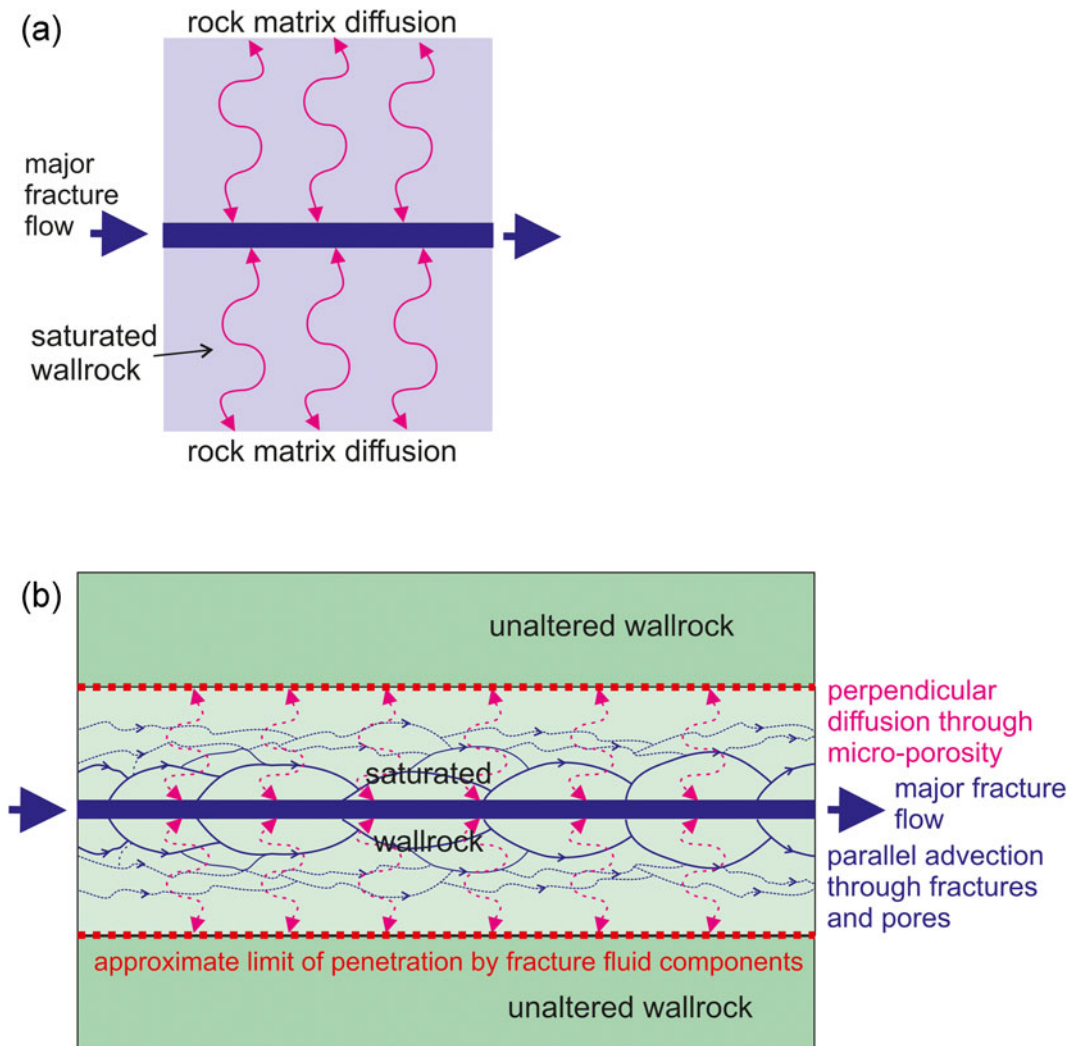 (a)
rock matrix diffusion
major
fracture
flow
saturated
wallrock
rock matrix diffusion
(b)
unaltered wallrock
perpendicular
diffusion through
micro-porosity
saturated
major fracture
flow
wallrock
parallel advection
through fractures
and pores
approximate limit of penetration by fracture fluid components
unaltered wallrock